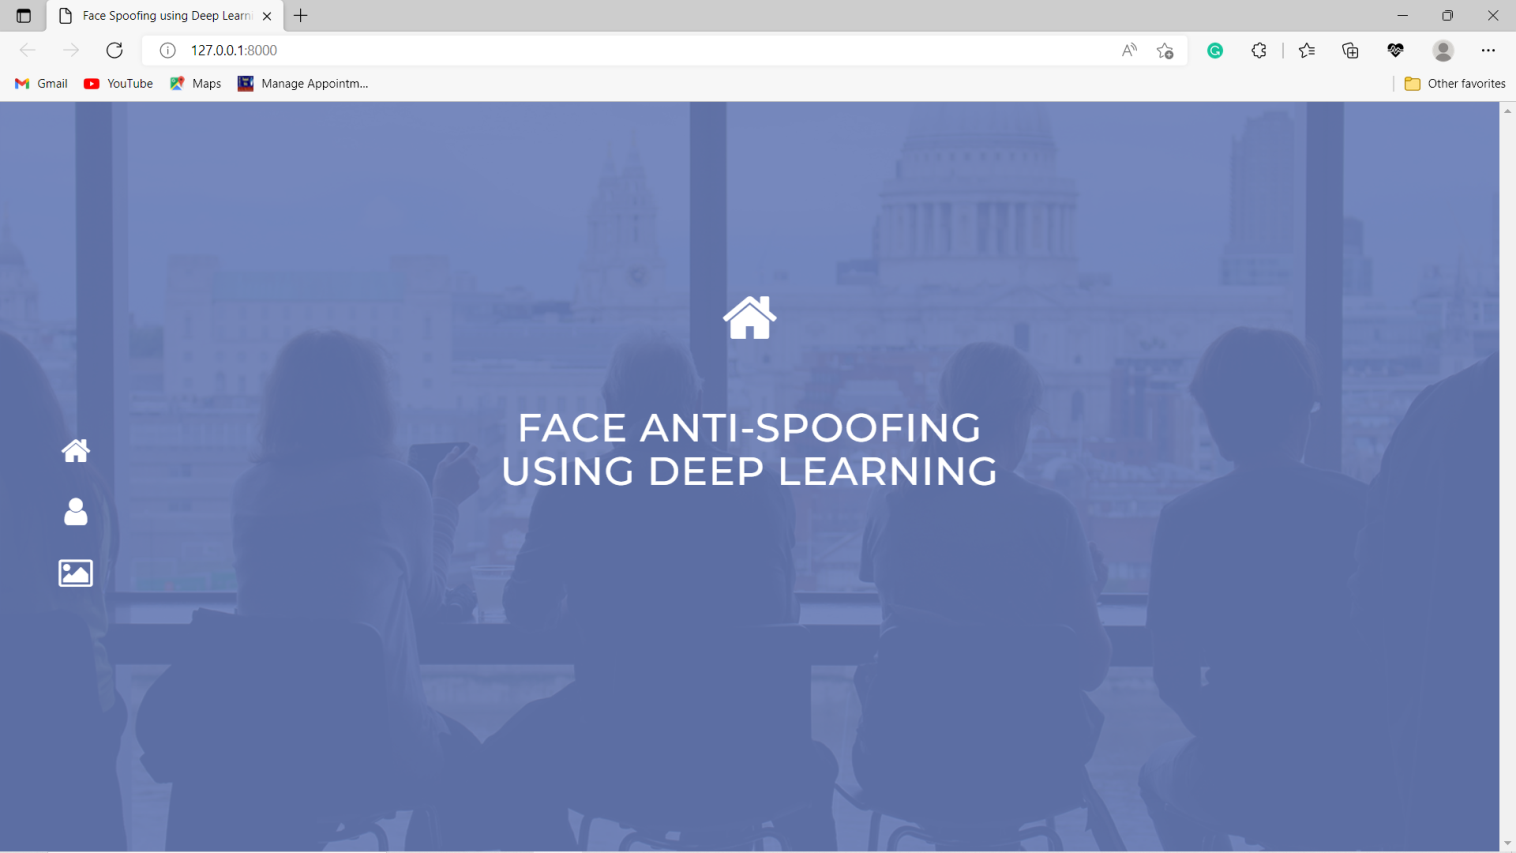 Face Spoofing using Deep Learni
127.0.0.1:8000
Gmail
YouTube
Maps
Manage Appointm...
Other favorites
FACE ANTI-SPOOFING
USING DEEP LEARNING